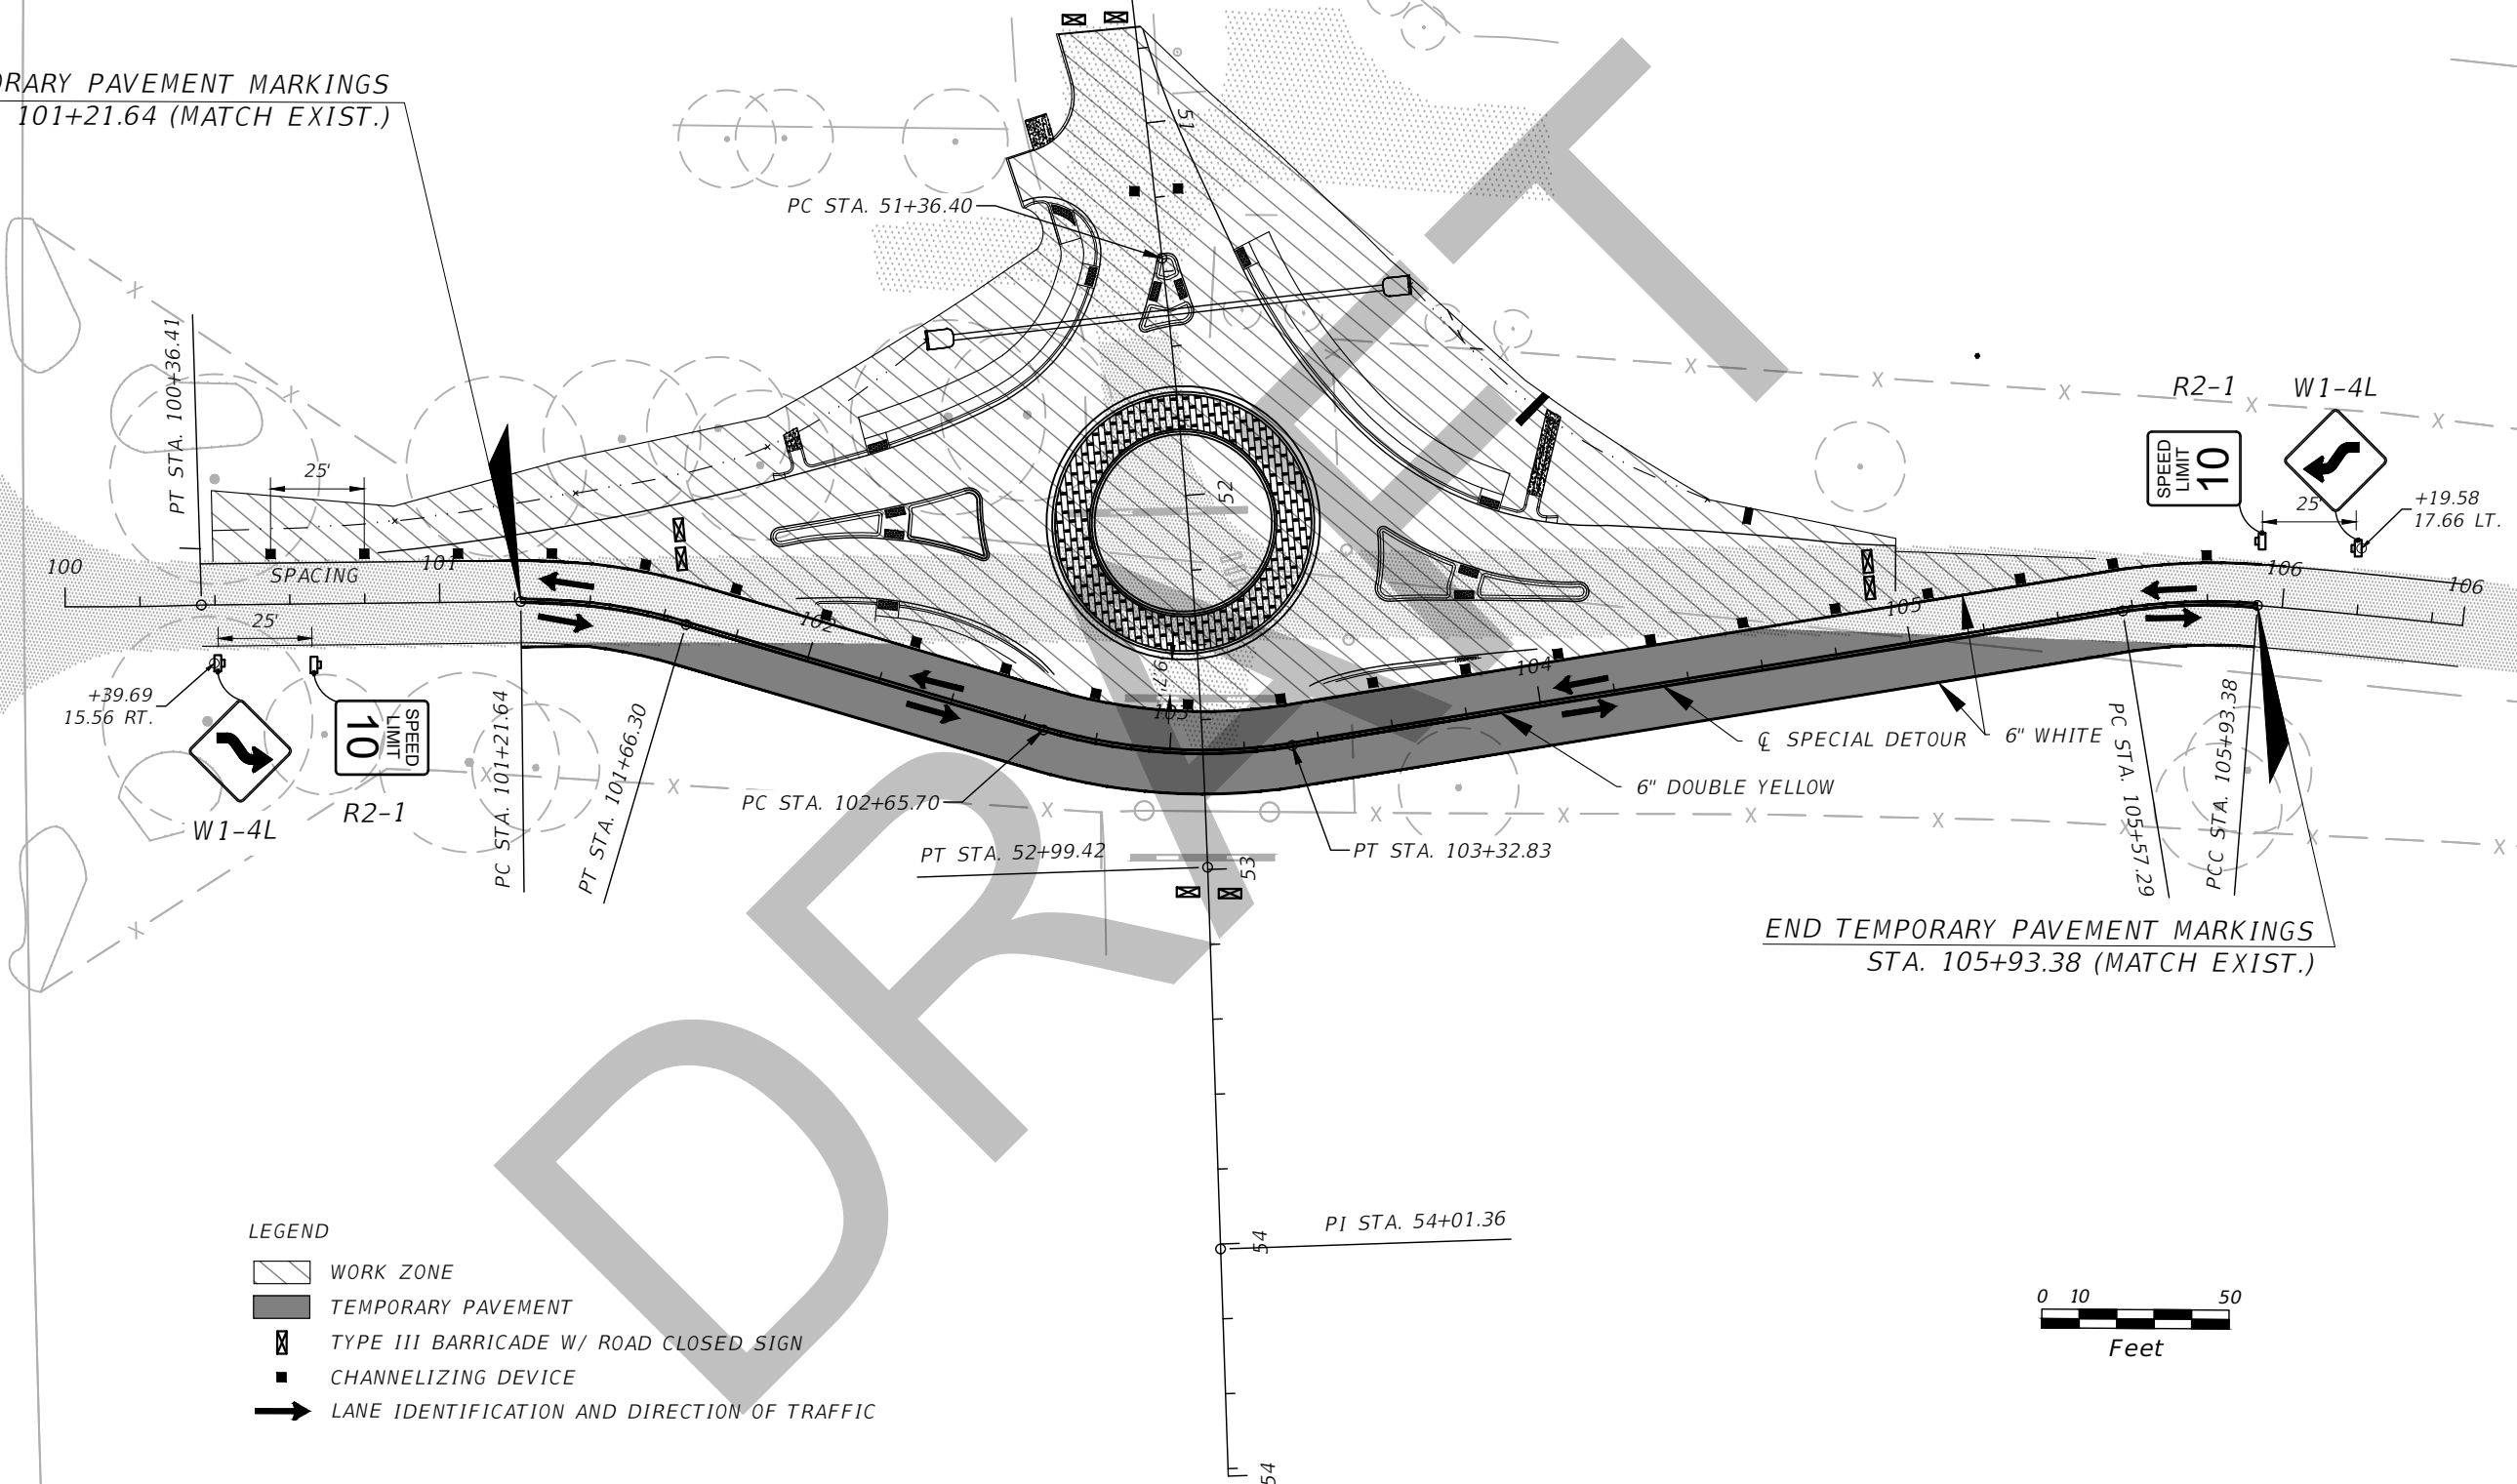 ORARY PAVEMENT MARKINGS
101+21.64 (MATCH EXIST.)
51
PC STA. 51+36.40
PT STA. 100+36.41
25'
R2-1
W1-4L
SPEED LIMIT 10
25'
+19.58
17.66 LT.
52
100
SPACING
101
106
106
25'
102
105
104
103
+39.69
15.56 RT.
SPEED LIMIT 10
W1-4L
R2-1
PC STA. 101+21.64
PT STA. 101+66.30
PC STA. 102+65.70
PT STA. 52+99.42
53
PT STA. 103+32.83
℄ SPECIAL DETOUR
6" WHITE
6" DOUBLE YELLOW
PC STA. 105+57.29
PCC STA. 105+93.38
END TEMPORARY PAVEMENT MARKINGS
STA. 105+93.38 (MATCH EXIST.)
DRAFT
PI STA. 54+01.36
54
54
LEGEND
WORK ZONE
TEMPORARY PAVEMENT
TYPE III BARRICADE W/ ROAD CLOSED SIGN
CHANNELIZING DEVICE
LANE IDENTIFICATION AND DIRECTION OF TRAFFIC
0 10 50
Feet